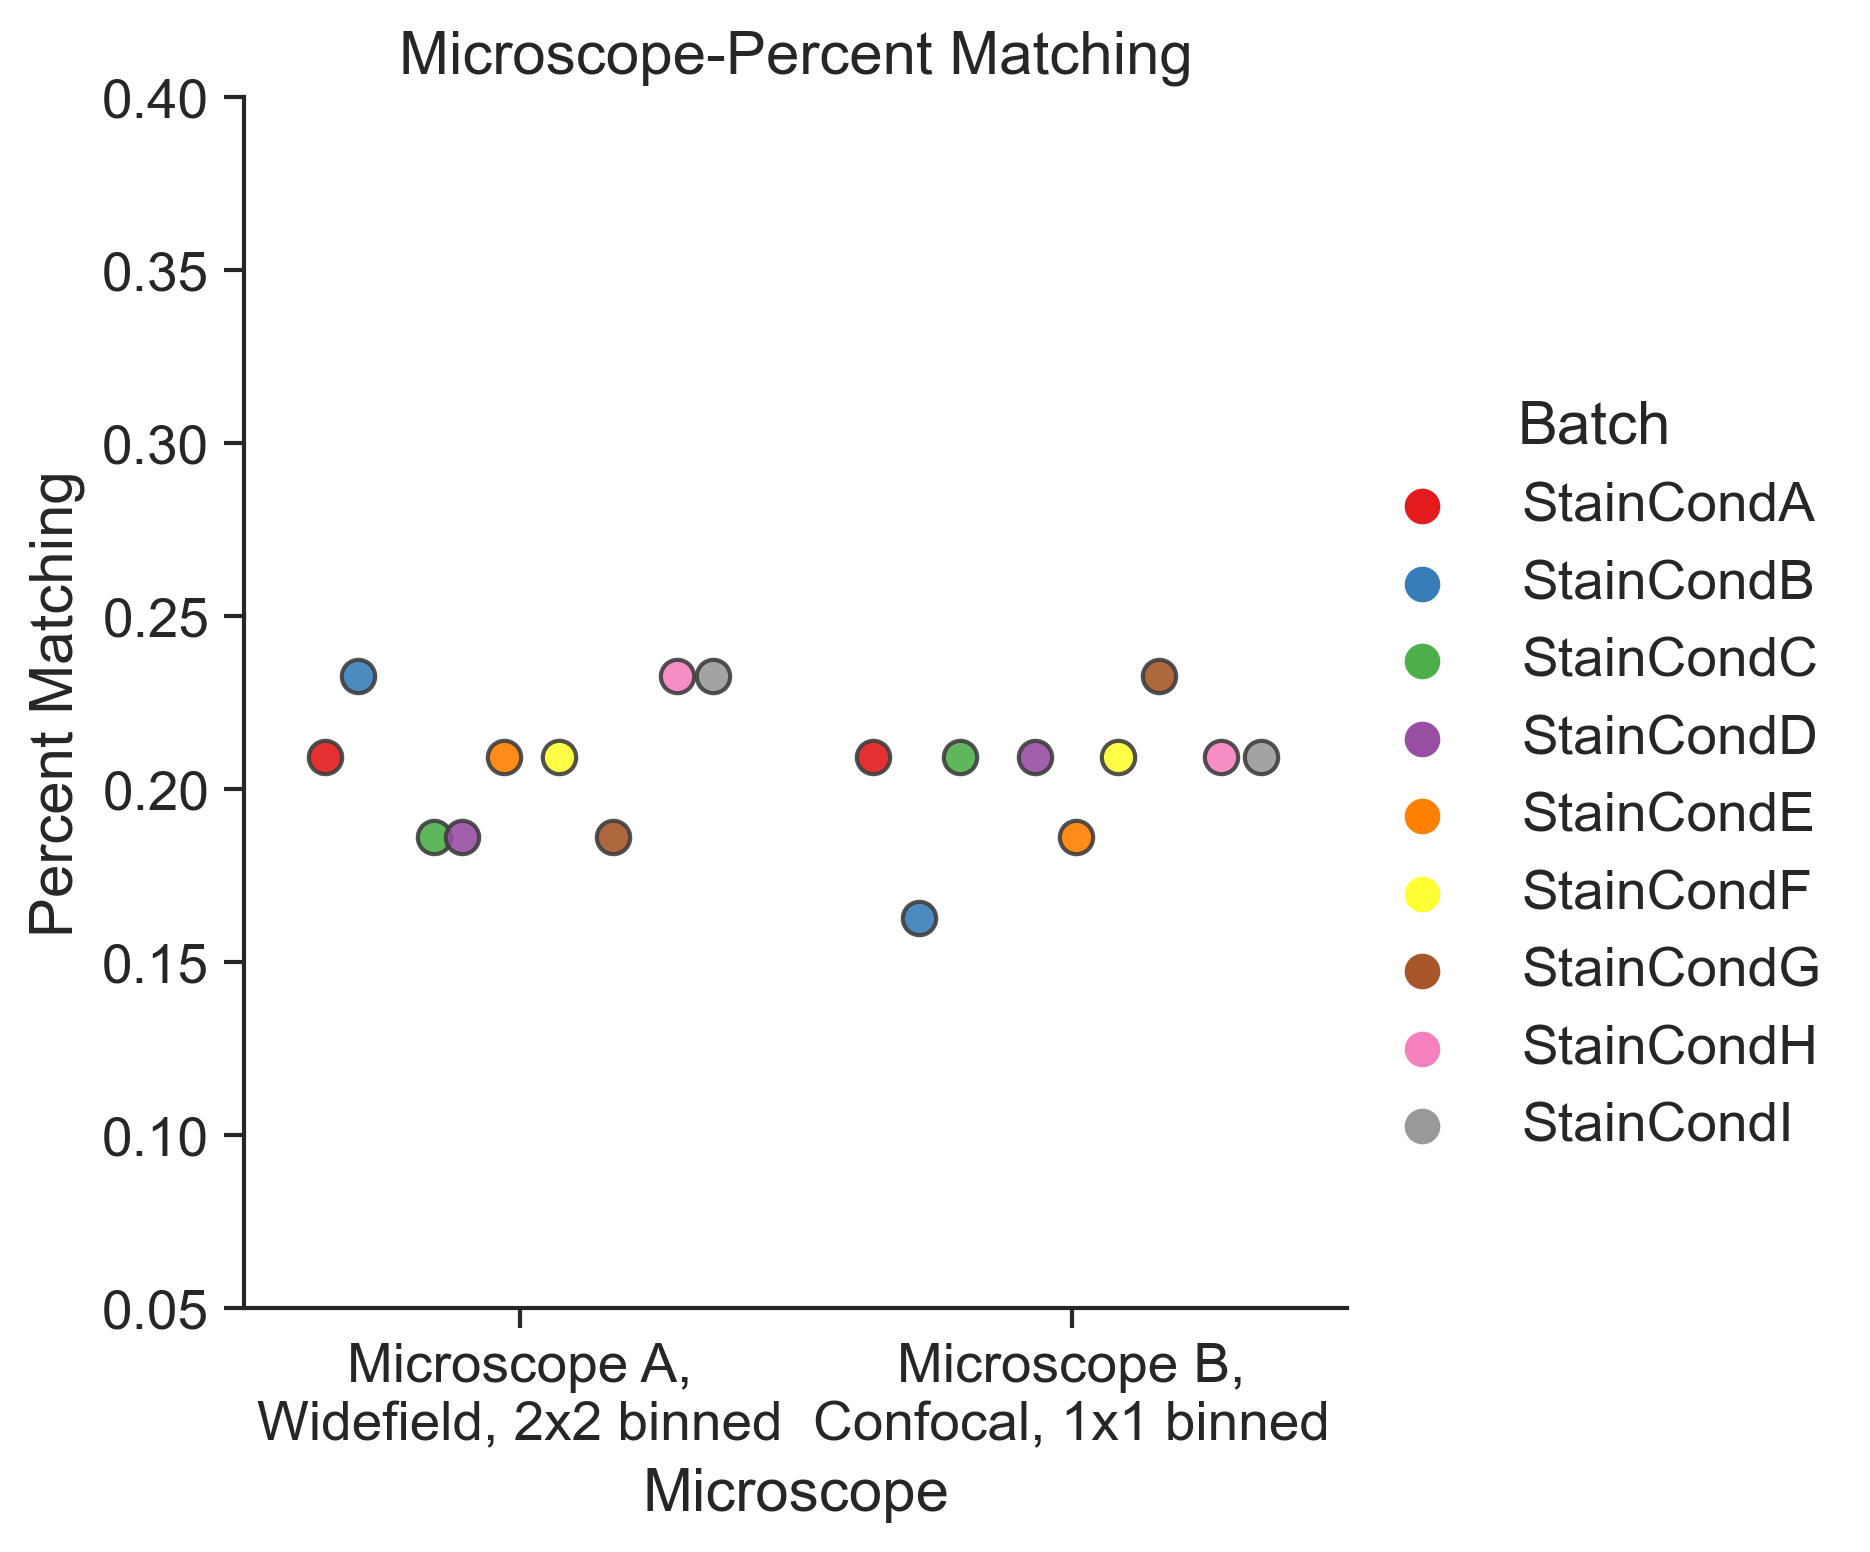 Microscope-Percent Matching
0.40
0.35
0.30
0.25
0.20
0.15
0.10
0.05
Percent Matching
Microscope A,
Widefield, 2x2 binned
Microscope B,
Confocal, 1x1 binned
Microscope
Batch
StainCondA
StainCondB
StainCondC
StainCondD
StainCondE
StainCondF
StainCondG
StainCondH
StainCondI